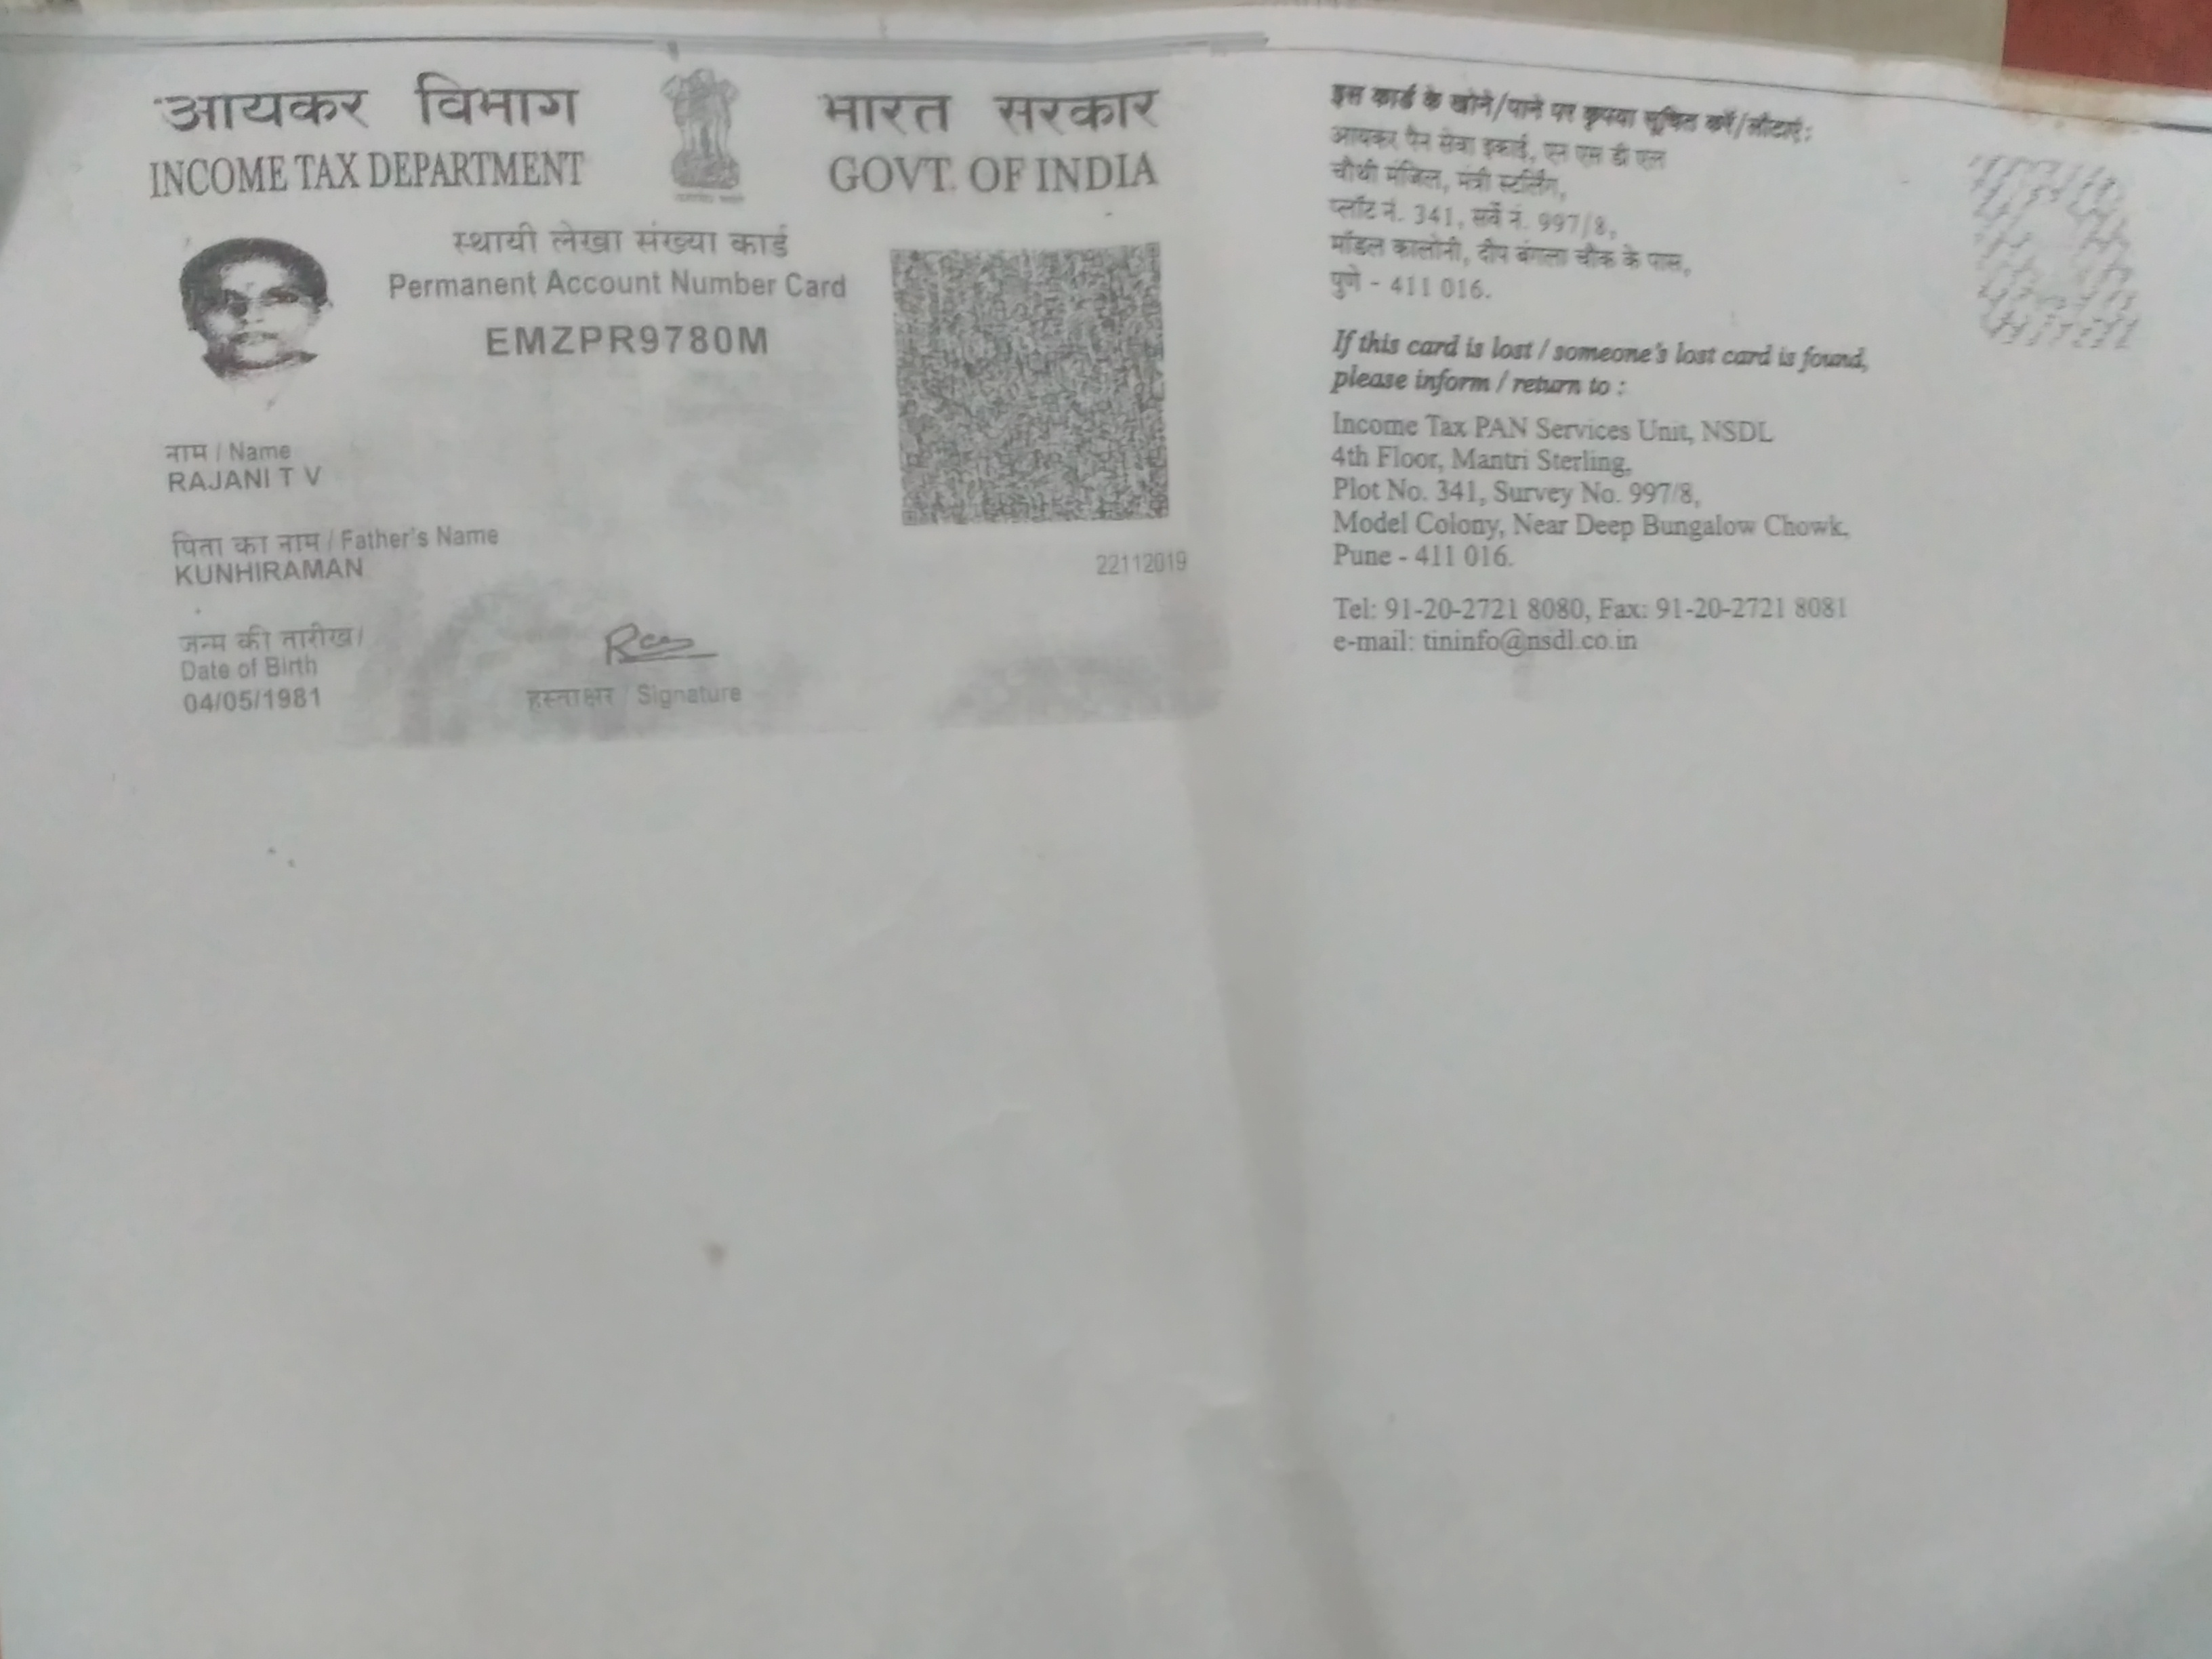 आयकर विभाग
INCOME TAX DEPARTMENT
भारत सरकार
GOVT. OF INDIA
स्थायी लेखा संख्या कार्ड
Permanent Account Number Card
EMZPR9780M
नाम / Name
RAJANI T V
पिता का नाम / Father's Name
KUNHIRAMAN
22112019
जन्म की तारीख/
Date of Birth
04/05/1981
हस्ताक्षर / Signature
इस कार्ड के खोने/पाने पर कृपया सूचित करें/लौटाएं:
आयकर पैन सेवा इकाई, एन एस डी एल
चौथी मंजिल, मंत्री स्टर्लिंग,
प्लॉट नं. 341, सर्वे नं. 997/8,
मॉडल कालोनी, दीप बंगला चौक के पास,
पुणे - 411 016.
If this card is lost / someone's lost card is found,
please inform / return to :
Income Tax PAN Services Unit, NSDL
4th Floor, Mantri Sterling,
Plot No. 341, Survey No. 997/8,
Model Colony, Near Deep Bungalow Chowk,
Pune - 411 016.
Tel: 91-20-2721 8080, Fax: 91-20-2721 8081
e-mail: tininfo@nsdl.co.in